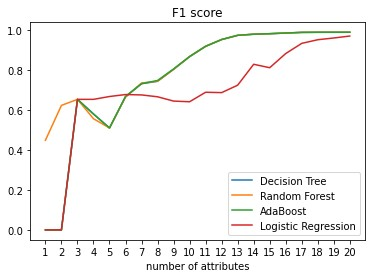 F1 score
1.0
0.8
0.6
0.4
0.2
0.0
Decision Tree
Random Forest
AdaBoost
Logistic Regression
1 2 3 4 5 6 7 8 9 10 11 12 13 14 15 16 17 18 19 20
number of attributes